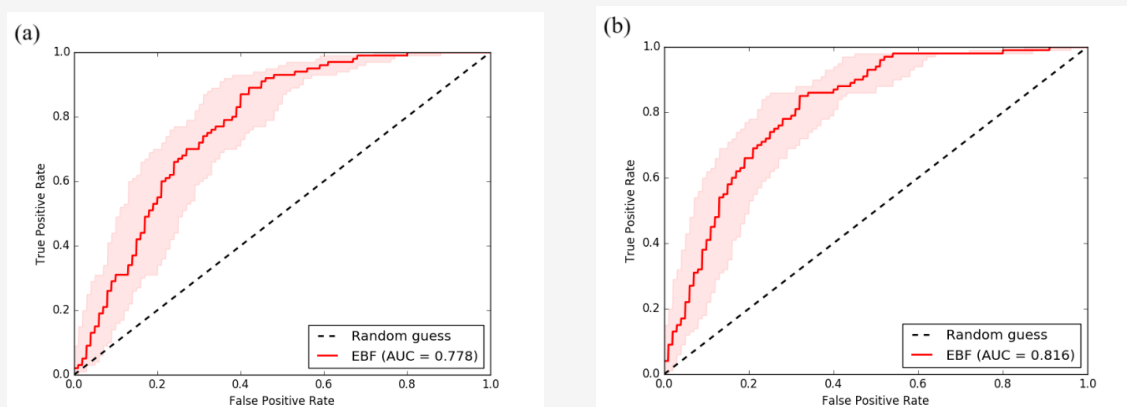 (a)
1.0
0.8
0.6
0.4
0.2
0.0
True Positive Rate
0.0 0.2 0.4 0.6 0.8 1.0
False Positive Rate
Random guess
EBF (AUC = 0.778)
(b)
1.0
0.8
0.6
0.4
0.2
0.0
True Positive Rate
0.0 0.2 0.4 0.6 0.8 1.0
False Positive Rate
Random guess
EBF (AUC = 0.816)